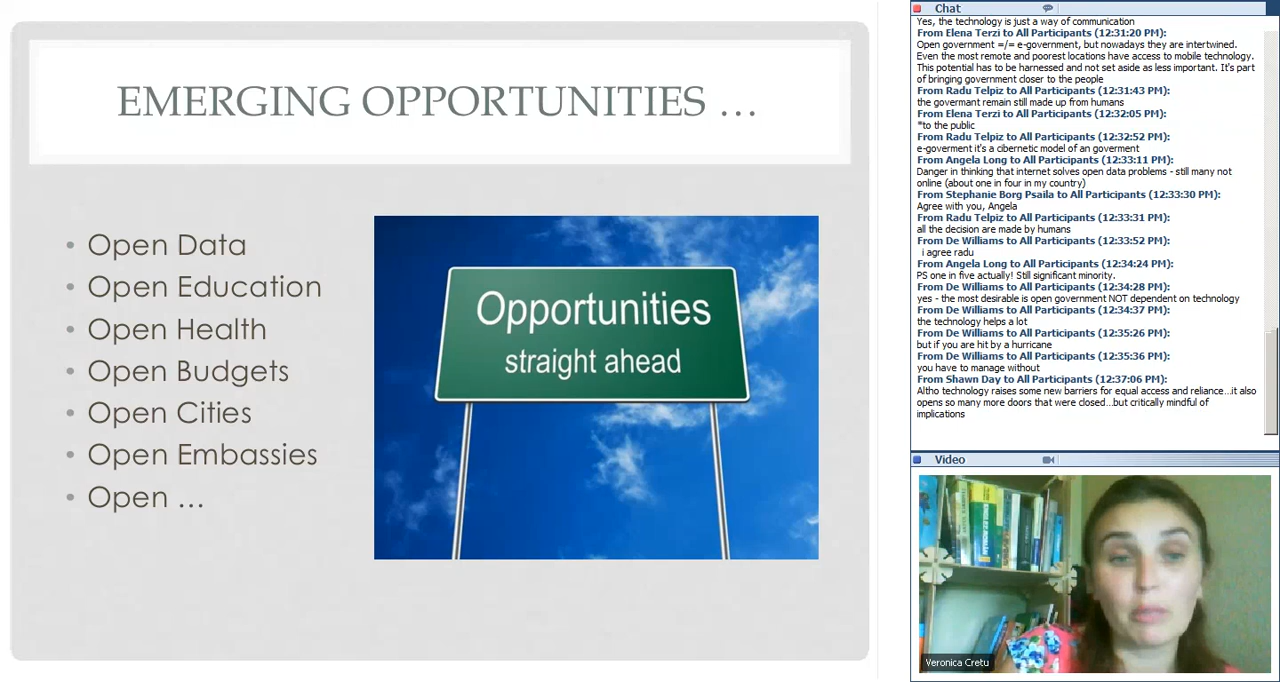 EMERGING OPPORTUNITIES ...
• Open Data
• Open Education
• Open Health
• Open Budgets
• Open Cities
• Open Embassies
• Open ...
Opportunities
straight ahead
Chat
Yes, the technology is just a way of communication
From Elena Terzi to All Participants (12:31:20 PM):
Open government =/= e-government, but nowadays they are intertwined.
Even the most remote and poorest locations have access to mobile technology.
This potential has to be harnessed and not set aside as less important. It's part
of bringing government closer to the people
From Radu Telpiz to All Participants (12:31:43 PM):
the govermant remain still made up from humans
From Elena Terzi to All Participants (12:32:05 PM):
*to the public
From Radu Telpiz to All Participants (12:32:52 PM):
e-goverment it's a cibernetic model of an goverment
From Angela Long to All Participants (12:33:11 PM):
Danger in thinking that internet solves open data problems - still many not
online (about one in four in my country)
From Stephanie Borg Psaila to All Participants (12:33:30 PM):
Agree with you, Angela
From Radu Telpiz to All Participants (12:33:31 PM):
all the decision are made by humans
From De Williams to All Participants (12:33:52 PM):
i agree radu
From Angela Long to All Participants (12:34:24 PM):
PS one in five actually! Still significant minority.
From De Williams to All Participants (12:34:28 PM):
yes - the most desirable is open government NOT dependent on technology
From De Williams to All Participants (12:34:37 PM):
the technology helps a lot
From De Williams to All Participants (12:35:26 PM):
but if you are hit by a hurricane
From De Williams to All Participants (12:35:36 PM):
you have to manage without
From Shawn Day to All Participants (12:37:06 PM):
Altho technology raises some new barriers for equal access and reliance...it also
opens so many more doors that were closed...but critically mindful of
implications
Video
Veronica Cretu